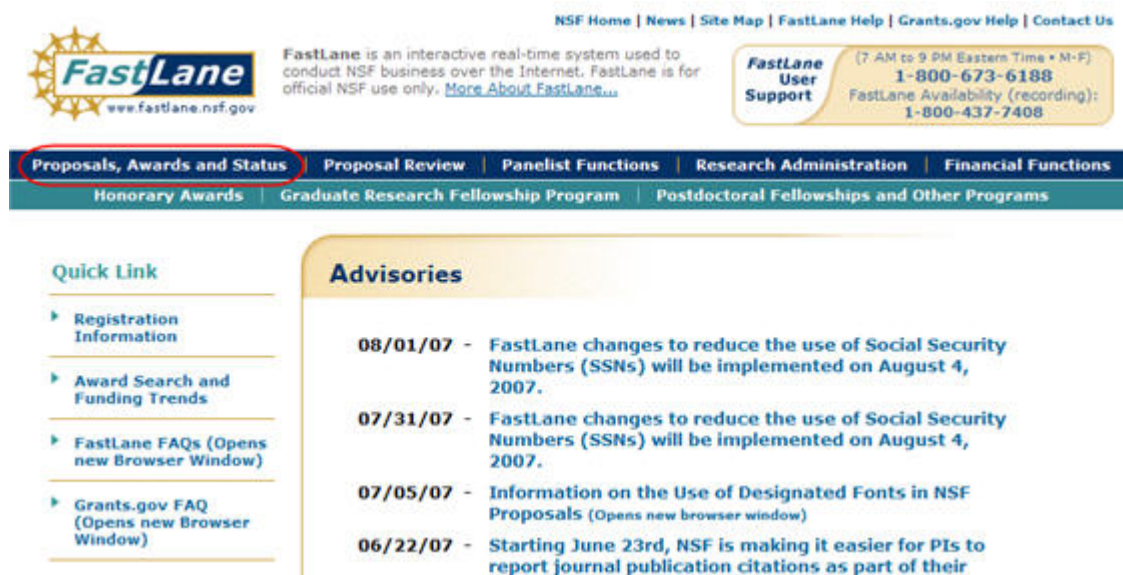 NSF Home | News | Site Map | FastLane Help | Grants.gov Help | Contact Us
FastLane
www.fastlane.nsf.gov
FastLane is an interactive real-time system used to
conduct NSF business over the Internet. FastLane is for
official NSF use only. More About FastLane...
FastLane
User
Support
(7 AM to 9 PM Eastern Time • M-F)
1-800-673-6188
FastLane Availability (recording):
1-800-437-7408
Proposals, Awards and Status | Proposal Review | Panelist Functions | Research Administration | Financial Functions
Honorary Awards | Graduate Research Fellowship Program | Postdoctoral Fellowships and Other Programs
Quick Link
Registration
Information
Award Search and
Funding Trends
FastLane FAQs (Opens
new Browser Window)
Grants.gov FAQ
(Opens new Browser
Window)
Advisories
08/01/07 - FastLane changes to reduce the use of Social Security
Numbers (SSNs) will be implemented on August 4,
2007.
07/31/07 - FastLane changes to reduce the use of Social Security
Numbers (SSNs) will be implemented on August 4,
2007.
07/05/07 - Information on the Use of Designated Fonts in NSF
Proposals (Opens new browser window)
06/22/07 - Starting June 23rd, NSF is making it easier for PIs to
report journal publication citations as part of their